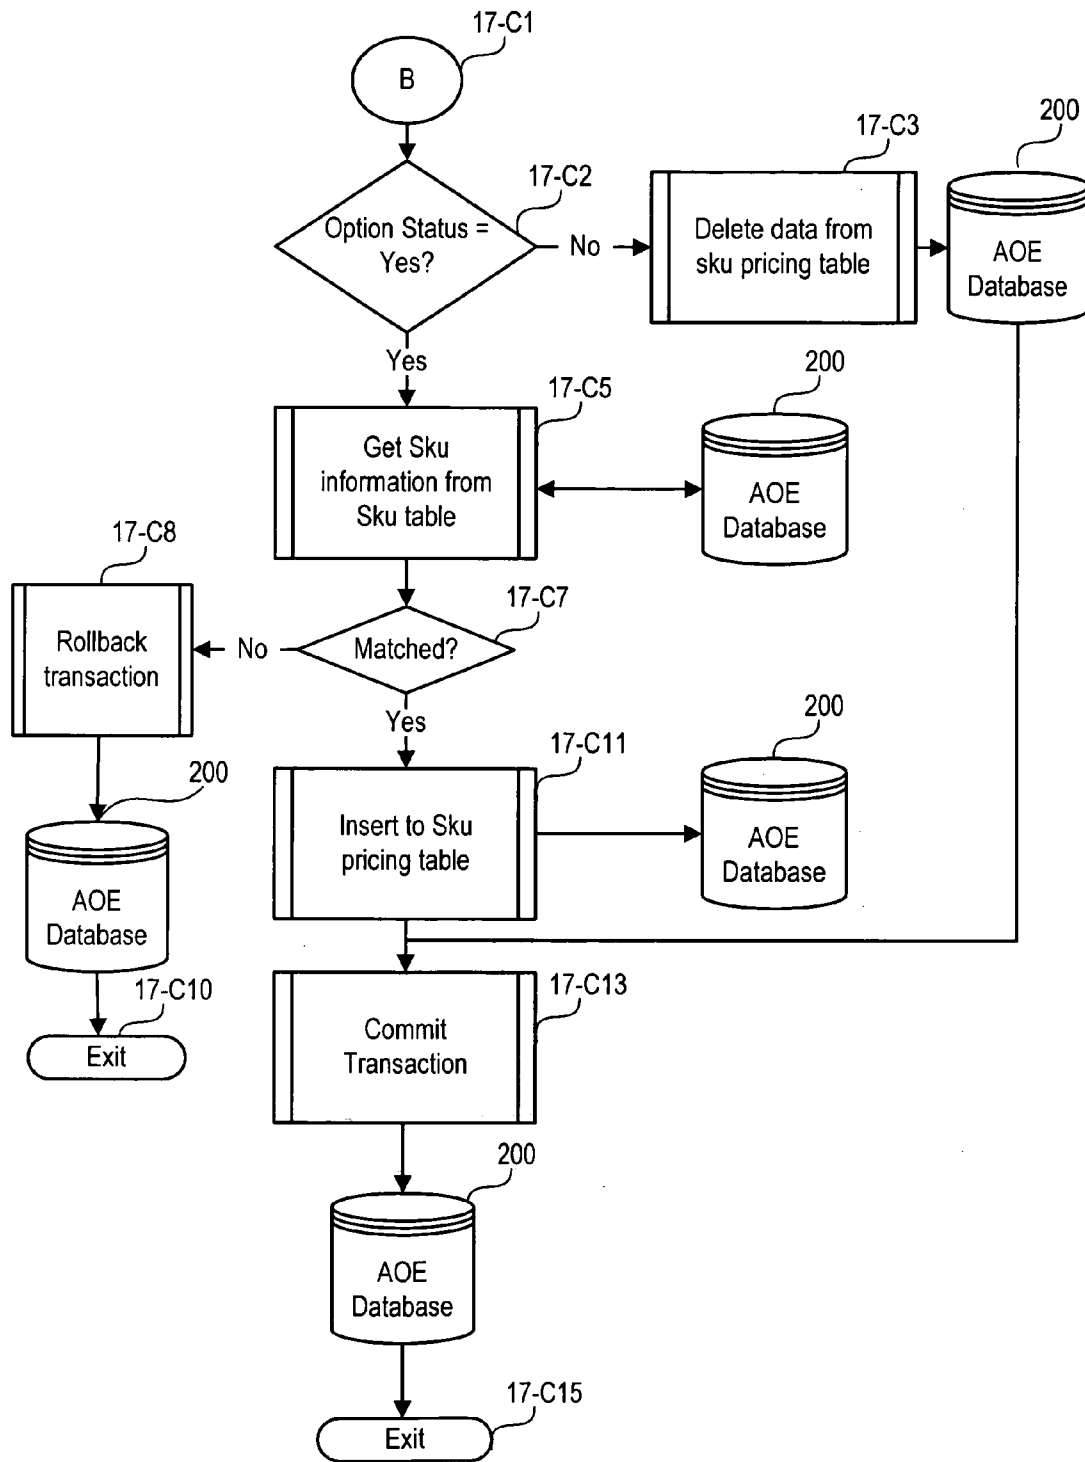 17-C1
B
200
17-C3
17-C2
Option Status =
Yes?
No
Delete data from
sku pricing table
AOE
Database
Yes
17-C5
200
Get Sku
information from
Sku table
AOE
Database
17-C8
17-C7
Rollback
transaction
No
Matched?
Yes
200
17-C11
200
Insert to Sku
pricing table
AOE
Database
AOE
Database
17-C10
17-C13
Exit
Commit
Transaction
200
AOE
Database
17-C15
Exit